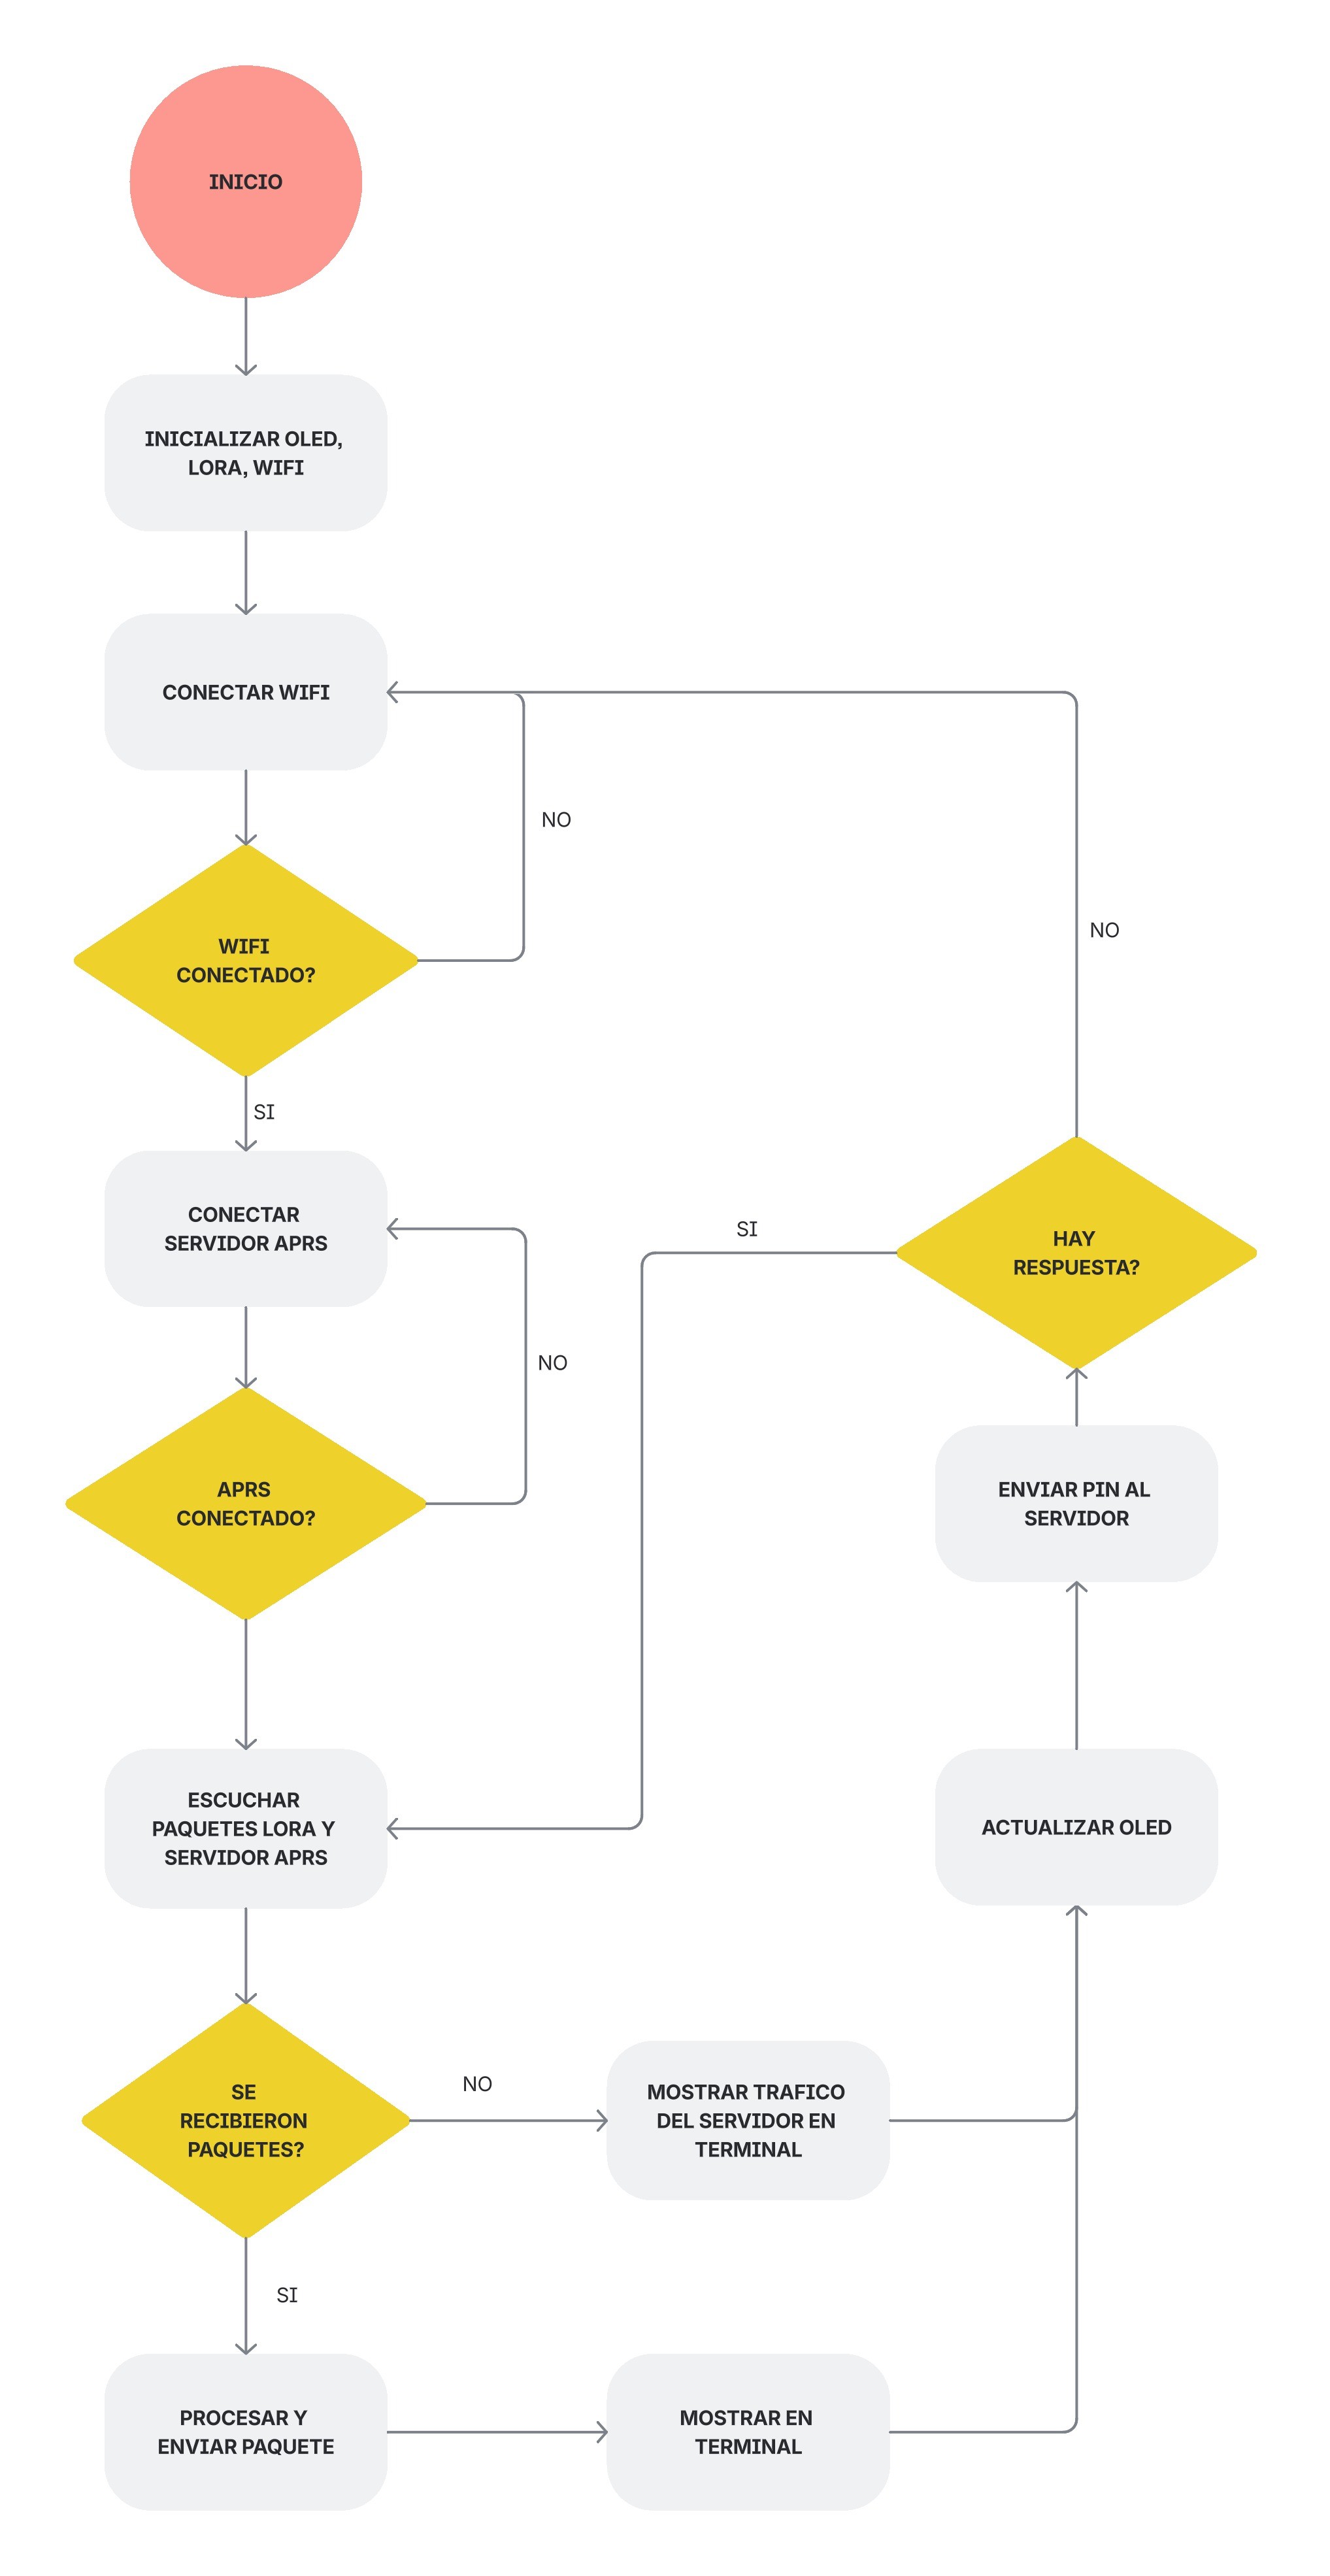 INICIO
INICIALIZAR OLED,
LORA, WIFI
CONECTAR WIFI
NO
WIFI
CONECTADO?
NO
SI
CONECTAR
SERVIDOR APRS
SI
HAY
RESPUESTA?
NO
APRS
CONECTADO?
ENVIAR PIN AL
SERVIDOR
ESCUCHAR
PAQUETES LORA Y
SERVIDOR APRS
ACTUALIZAR OLED
SE
RECIBIERON
PAQUETES?
NO
MOSTRAR TRAFICO
DEL SERVIDOR EN
TERMINAL
SI
PROCESAR Y
ENVIAR PAQUETE
MOSTRAR EN
TERMINAL